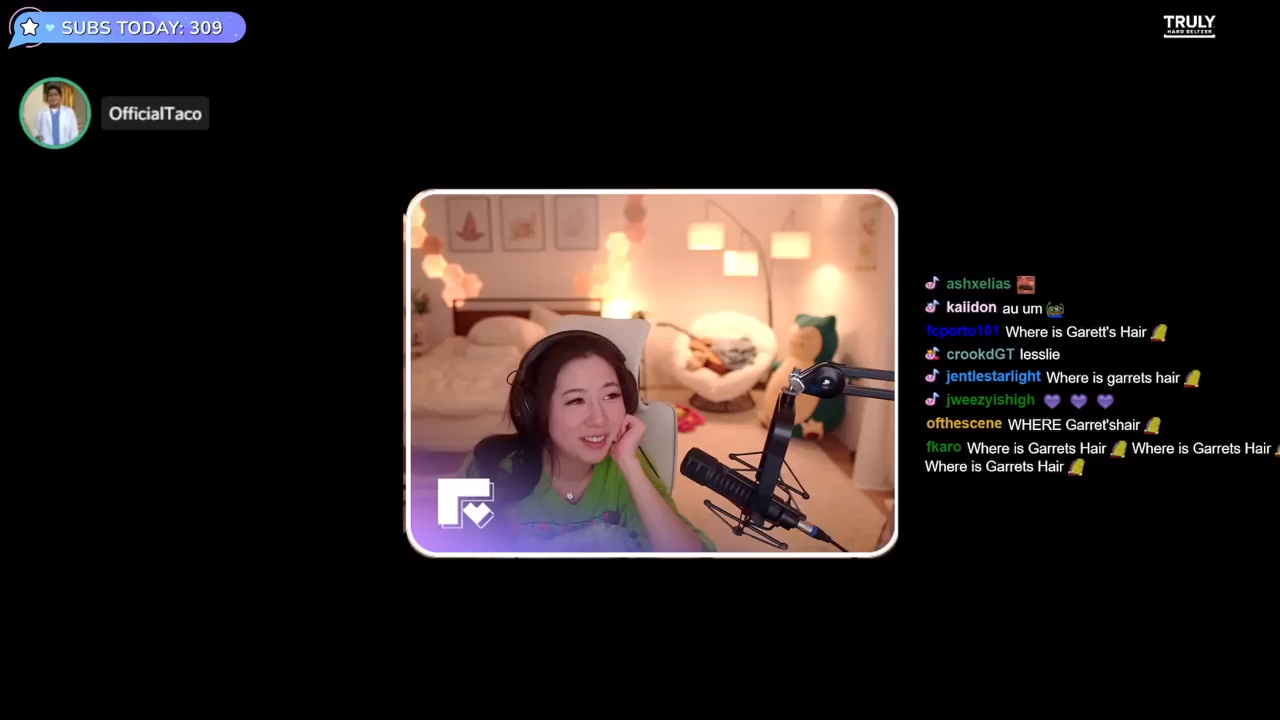 SUBS TODAY: 309
TRULY
HARD SELTZER
OfficialTaco
ashxelias
kaiidon au um
fcporto101 Where is Garett's Hair
crookdGT lesslie
jentlestarlight Where is garrets hair
jweezyishigh
ofthescene WHERE Garret'shair
fkaro Where is Garrets Hair Where is Garrets Hair
Where is Garrets Hair